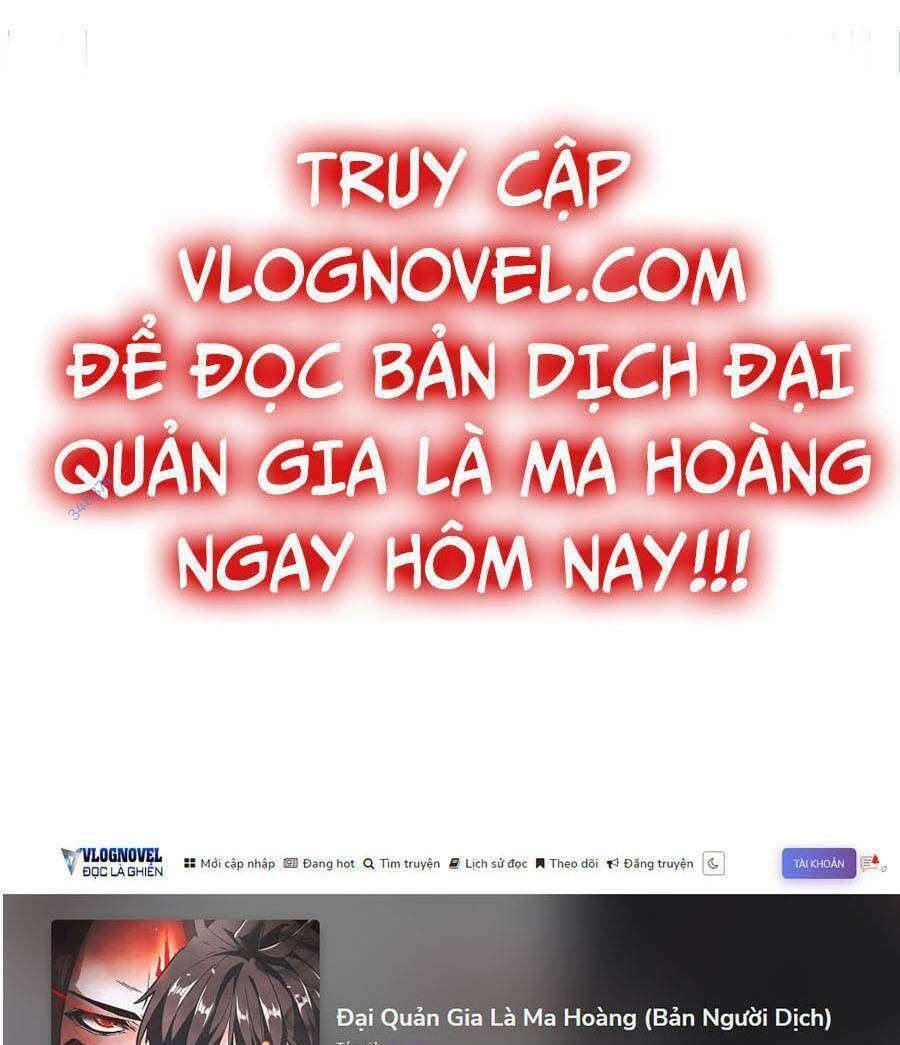 TRUY CẬP
VLOGNOVEL.COM
ĐỂ ĐỌC BẢN DỊCH ĐẠI
QUẢN GIA LÀ MA HOÀNG
NGAY HÔM NAY!!!
VLOGNOVEL
ĐỌC LÀ GHIỀN
Mới cập nhập Đang hot Tìm truyện Lịch sử đọc Theo dõi Đăng truyện TÀI KHOẢN 0
Đại Quản Gia Là Ma Hoàng (Bản Người Dịch)